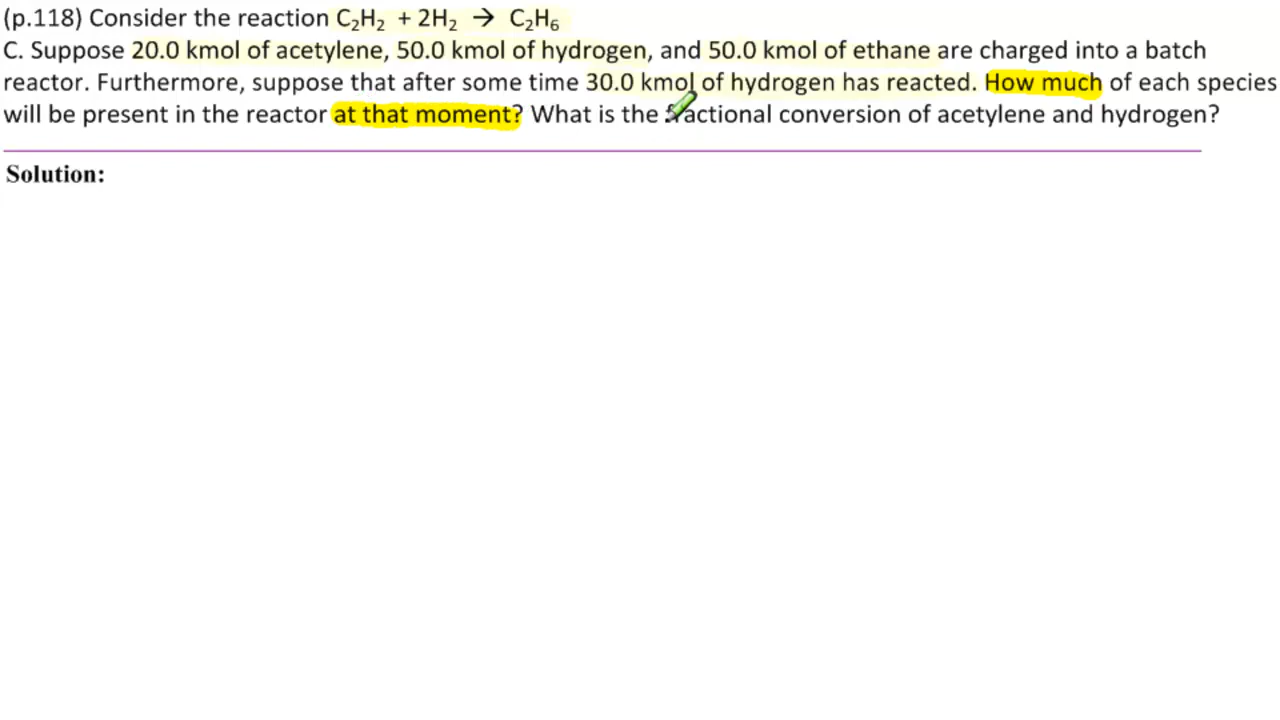 (p.118) Consider the reaction C₂H₂ + 2H₂ → C₂H₆
C. Suppose 20.0 kmol of acetylene, 50.0 kmol of hydrogen, and 50.0 kmol of ethane are charged into a batch
reactor. Furthermore, suppose that after some time 30.0 kmol of hydrogen has reacted. How much of each species
will be present in the reactor at that moment? What is the fractional conversion of acetylene and hydrogen?
Solution: